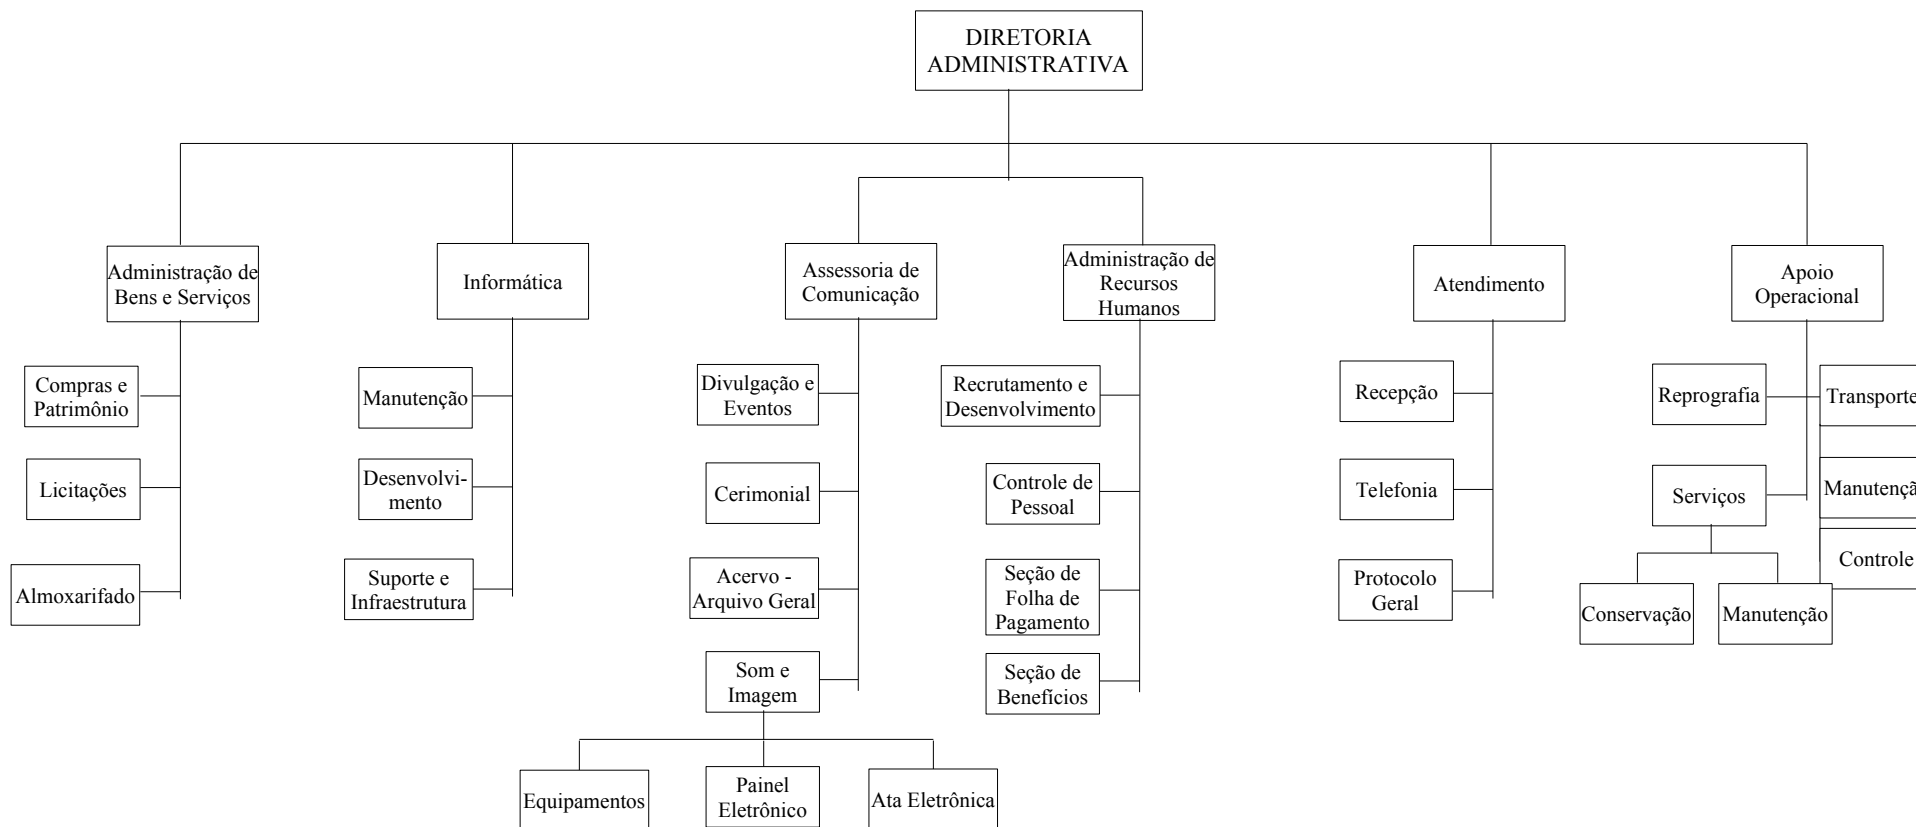 DIRETORIA
ADMINISTRATIVA
Administração de
Bens e Serviços
Informática
Assessoria de
Comunicação
Administração de
Recursos
Humanos
Atendimento
Apoio
Operacional
Compras e
Patrimônio
Licitações
Almoxarifado
Manutenção
Desenvolvi-
mento
Suporte e
Infraestrutura
Divulgação e
Eventos
Cerimonial
Acervo -
Arquivo Geral
Som e
Imagem
Equipamentos
Painel
Eletrônico
Ata Eletrônica
Recrutamento e
Desenvolvimento
Controle de
Pessoal
Seção de
Folha de
Pagamento
Seção de
Benefícios
Recepção
Telefonia
Protocolo
Geral
Reprografia
Serviços
Conservação
Manutenção
Transporte
Manutençã
Controle